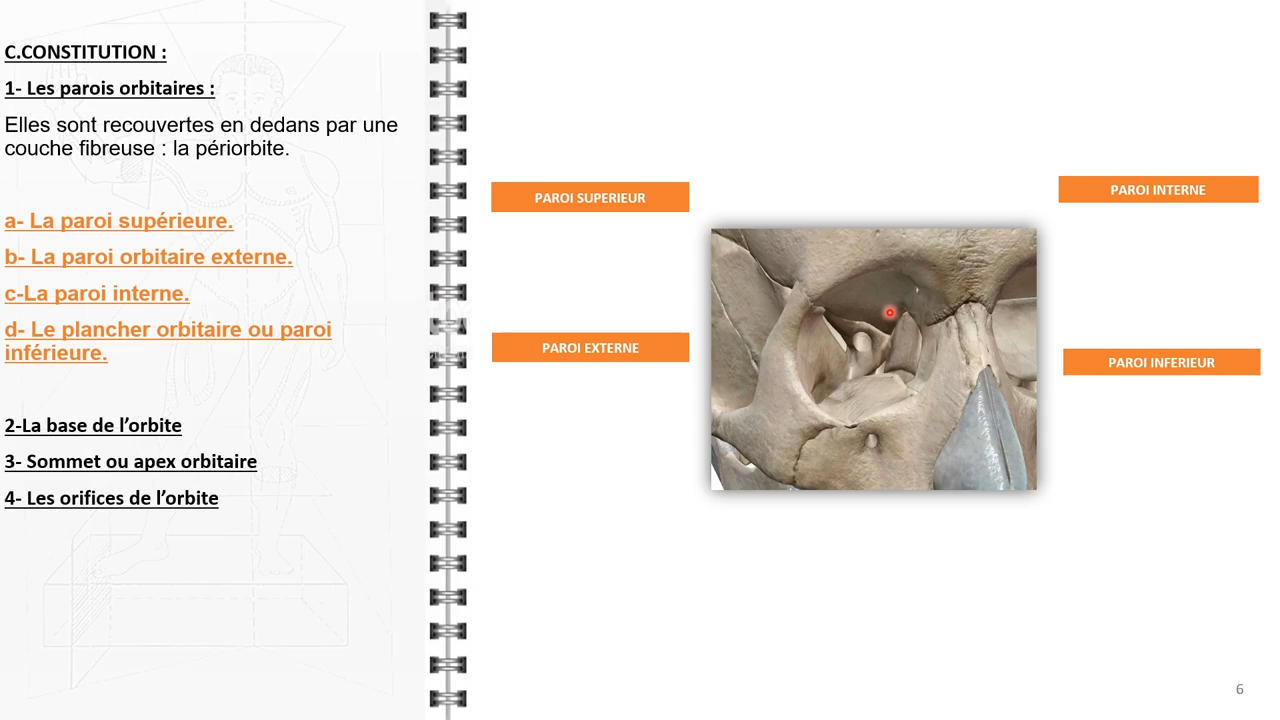 C.CONSTITUTION :
1- Les parois orbitaires :
Elles sont recouvertes en dedans par une
couche fibreuse : la périorbite.
a- La paroi supérieure.
b- La paroi orbitaire externe.
c-La paroi interne.
d- Le plancher orbitaire ou paroi
inférieure.
2-La base de l’orbite
3- Sommet ou apex orbitaire
4- Les orifices de l’orbite
PAROI SUPERIEUR
PAROI INTERNE
PAROI EXTERNE
PAROI INFERIEUR
6